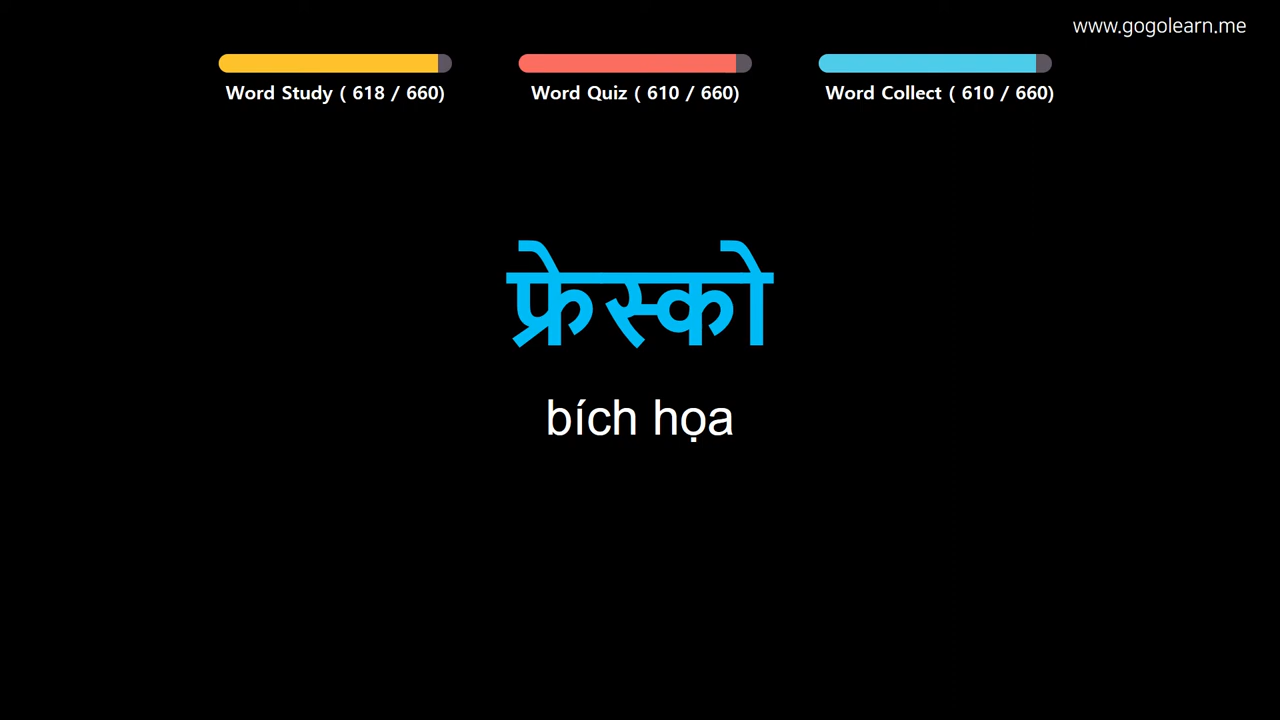 www.gogolearn.me
Word Study ( 618 / 660)
Word Quiz ( 610 / 660)
Word Collect ( 610 / 660)
फ्रेस्को
bích họa